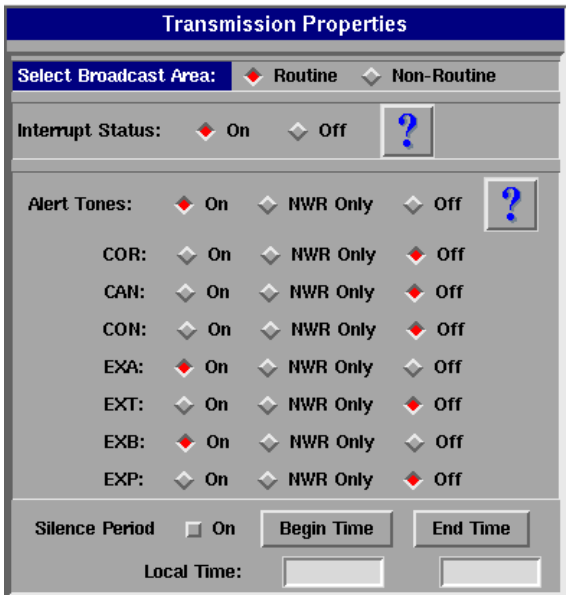 Transmission Properties
Select Broadcast Area: Routine Non-Routine
Interrupt Status: On Off ?
Alert Tones: On NWR Only Off ?
COR: On NWR Only Off
CAN: On NWR Only Off
CON: On NWR Only Off
EXA: On NWR Only Off
EXT: On NWR Only Off
EXB: On NWR Only Off
EXP: On NWR Only Off
Silence Period On Begin Time End Time
Local Time: